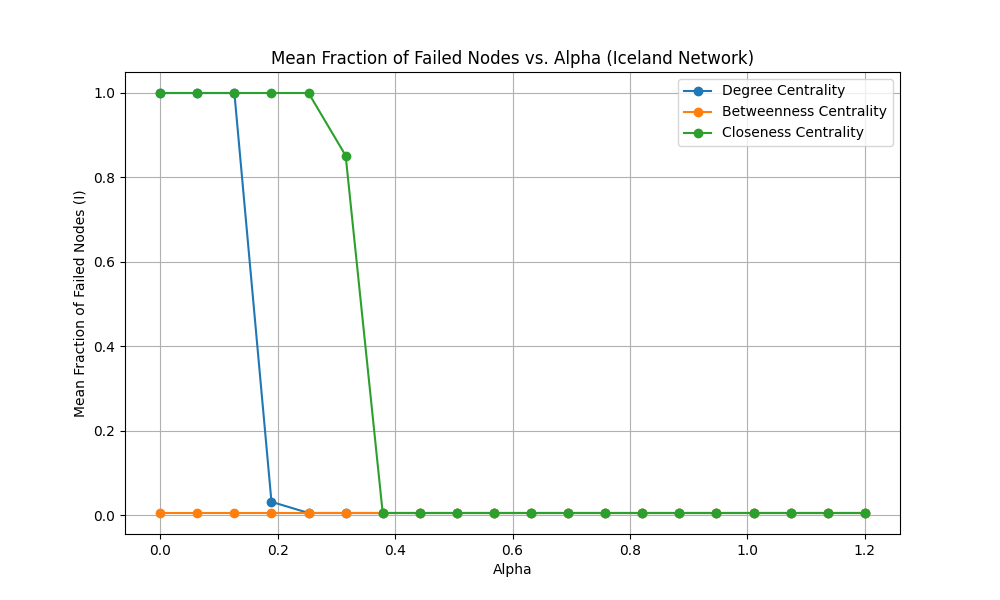 Mean Fraction of Failed Nodes vs. Alpha (Iceland Network)
Degree Centrality
Betweenness Centrality
Closeness Centrality
Mean Fraction of Failed Nodes (I)
1.0
0.8
0.6
0.4
0.2
0.0
0.0 0.2 0.4 0.6 0.8 1.0 1.2
Alpha